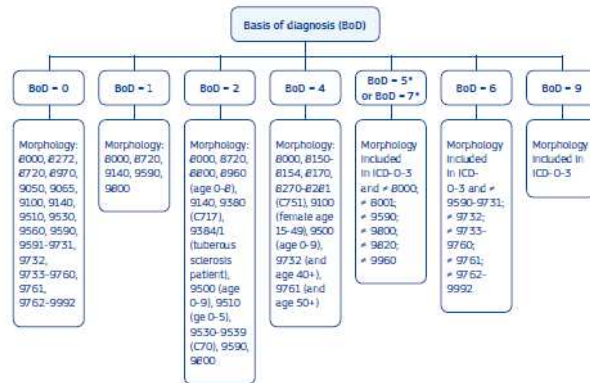 Basis of diagnosis (BoD)
BoD = 0
BoD = 1
BoD = 2
BoD = 4
BoD = 5*
or BoD = 7*
BoD = 6
BoD = 9
Morphology:
8000, 8272,
8720, 8970,
9050, 9065,
9100, 9140,
9510, 9530,
9560, 9590,
9591-9731,
9732,
9733-9760,
9761,
9762-9992
Morphology:
8000, 8720,
9140, 9590,
9800
Morphology:
8000, 8720,
8800, 8960
(age 0-8),
9140, 9380
(C717),
9384/1
(tuberous
sclerosis
patient),
9500 (age
0-9), 9510
(ge 0-5),
9530-9539
(C70), 9590,
9800
Morphology:
8000, 8150-
8154, 8170,
8270-8281
(C751), 9100
(female age
15-49), 9500
(age 0-9),
9732 (and
age 40+),
9761 (and
age 50+)
Morphology
included
in ICD-O-3
and ≠ 8000;
≠ 8001;
≠ 9590;
≠ 9800;
≠ 9820;
≠ 9960
Morphology
included
in ICD-
O-3 and ≠
9590-9731;
≠ 9732;
≠ 9733-
9760;
≠ 9761;
≠ 9762-
9992
Morphology
included in
ICD-O-3